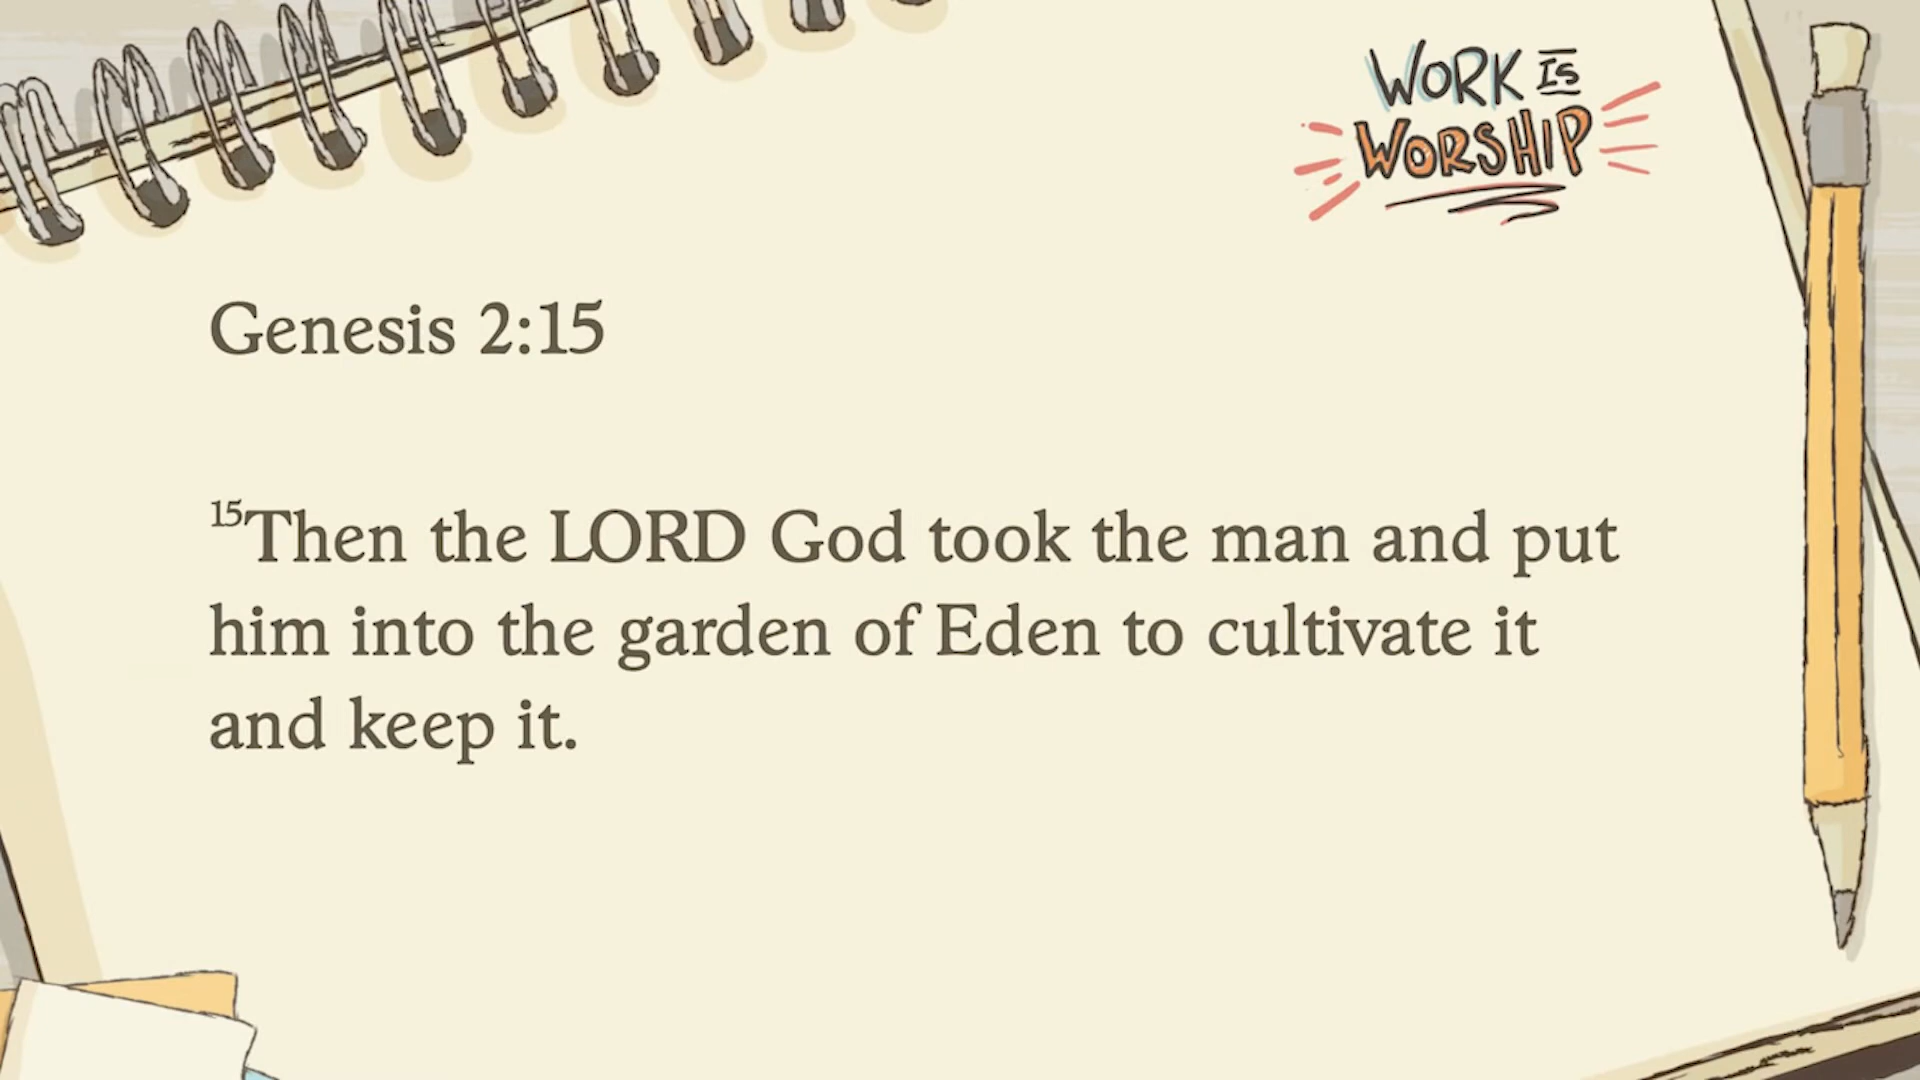 WORK IS
WORSHIP
Genesis 2:15
15Then the LORD God took the man and put
him into the garden of Eden to cultivate it
and keep it.